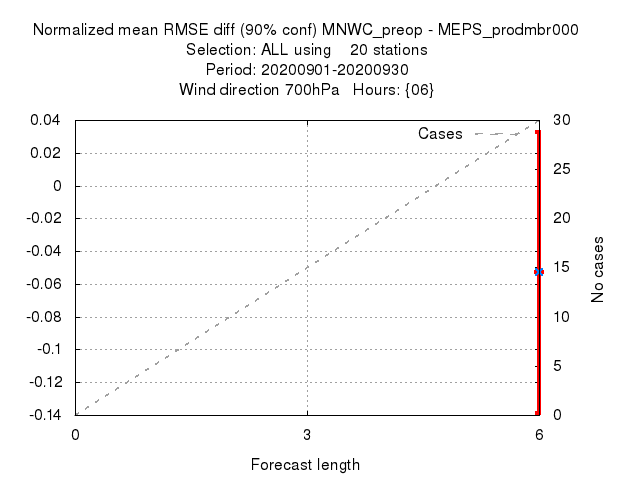 Normalized mean RMSE diff (90% conf) MNWC_preop - MEPS_prodmbr000
Selection: ALL using    20 stations
Period: 20200901-20200930
Wind direction 700hPa   Hours: {06}
Cases
0.04
0.02
0
-0.02
-0.04
-0.06
-0.08
-0.1
-0.12
-0.14
30
25
20
15
10
5
0
No cases
0
3
6
Forecast length